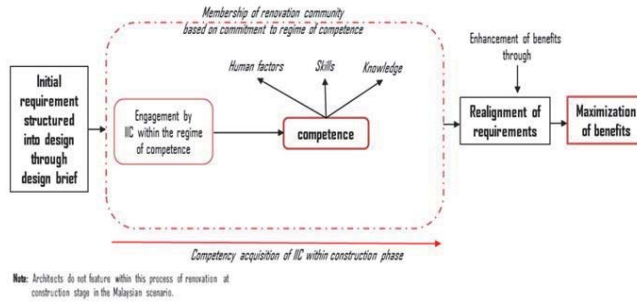 Membership of renovation community
based on commitment to regime of competence
Enhancement of benefits
through
Human factors
Skills
Knowledge
Initial
requirement
structured
into design
through
design brief
Engagement by
IIC within the regime
of competence
competence
Realignment of
requirements
Maximization
of benefits
Competency acquisition of IIC within construction phase
Note: Architects do not feature within this process of renovation at
construction stage in the Malaysian scenario.